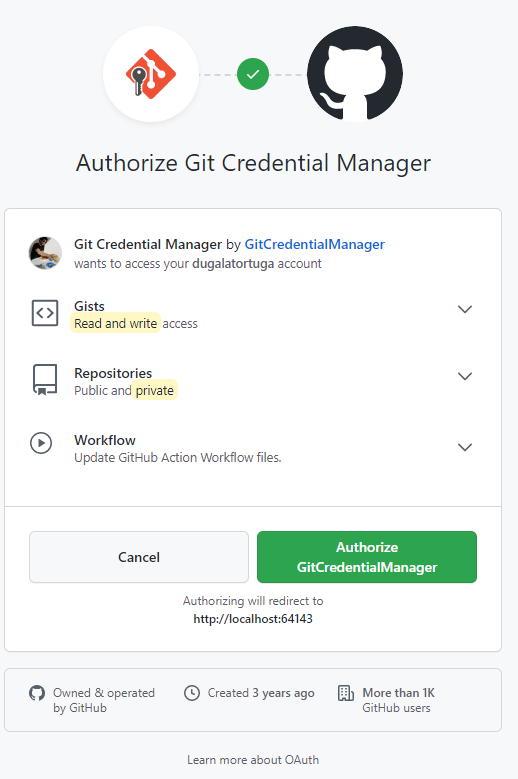 Authorize Git Credential Manager
Git Credential Manager by GitCredentialManager
wants to access your dugalatortuga account
Gists
Read and write access
Repositories
Public and private
Workflow
Update GitHub Action Workflow files.
Cancel
Authorize
GitCredentialManager
Authorizing will redirect to
http://localhost:64143
Owned & operated
by GitHub
Created 3 years ago
More than 1K
GitHub users
Learn more about OAuth